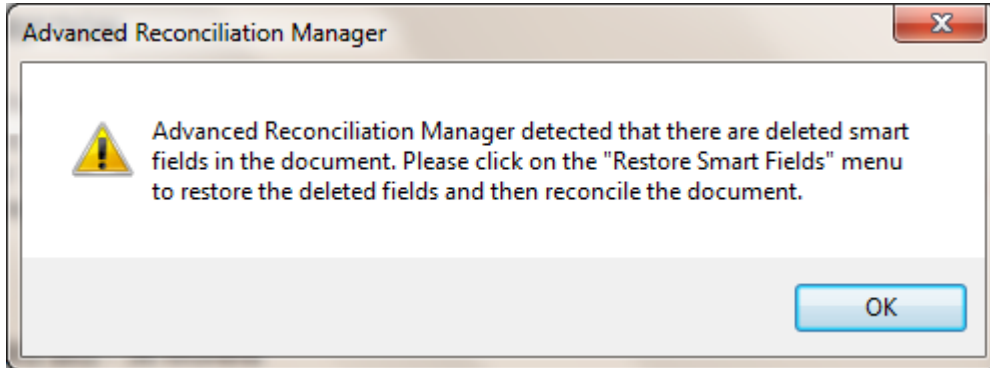 Advanced Reconciliation Manager
Advanced Reconciliation Manager detected that there are deleted smart
fields in the document. Please click on the "Restore Smart Fields" menu
to restore the deleted fields and then reconcile the document.
OK